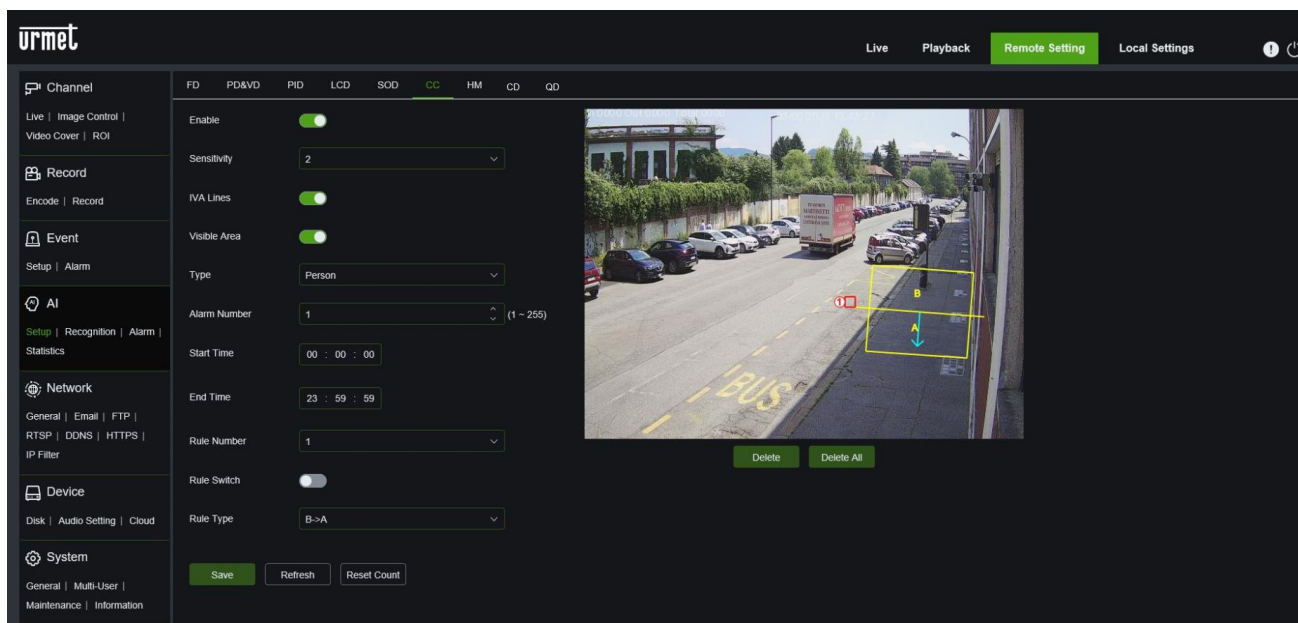 urmet
Live Playback Remote Setting Local Settings
Channel
Live | Image Control |
Video Cover | ROI
Record
Encode | Record
Event
Setup | Alarm
AI
Setup | Recognition | Alarm |
Statistics
Network
General | Email | FTP |
RTSP | DDNS | HTTPS |
IP Filter
Device
Disk | Audio Setting | Cloud
System
General | Multi-User |
Maintenance | Information
FD PD&VD PID LCD SOD CC HM CD QD
Enable
Sensitivity 2
IVA Lines
Visible Area
Type Person
Alarm Number 1 (1 ~ 255)
Start Time 00 : 00 : 00
End Time 23 : 59 : 59
Rule Number 1
Rule Switch
Rule Type B->A
Save Refresh Reset Count
B
1
A
BUS
Delete Delete All